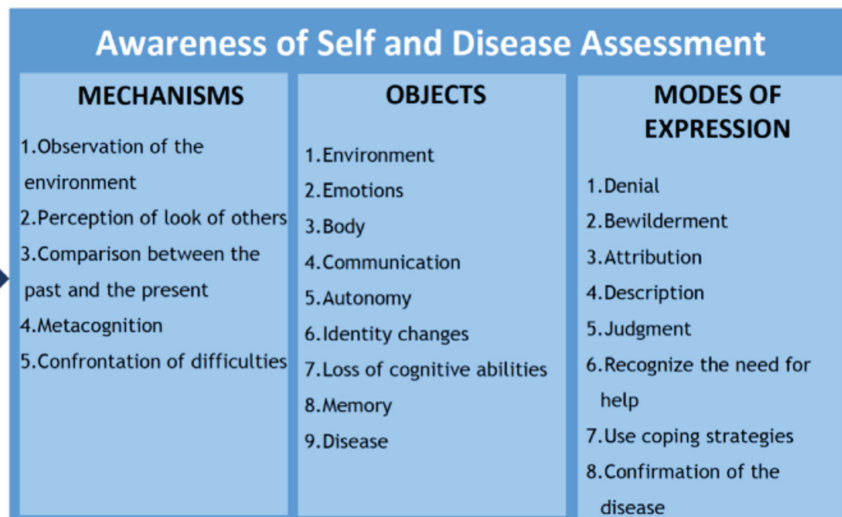 Awareness of Self and Disease Assessment
MECHANISMS
1.Observation of the
environment
2.Perception of look of others
3.Comparison between the
past and the present
4.Metacognition
5.Confrontation of difficulties
OBJECTS
1.Environment
2.Emotions
3.Body
4.Communication
5.Autonomy
6.Identity changes
7.Loss of cognitive abilities
8.Memory
9.Disease
MODES OF
EXPRESSION
1.Denial
2.Bewilderment
3.Attribution
4.Description
5.Judgment
6.Recognize the need for
help
7.Use coping strategies
8.Confirmation of the
disease